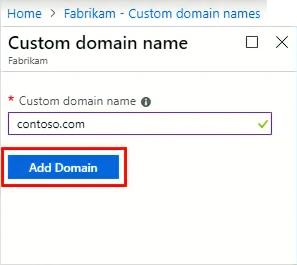 Home > Fabrikam - Custom domain names
Custom domain name
Fabrikam
* Custom domain name
contoso.com
Add Domain